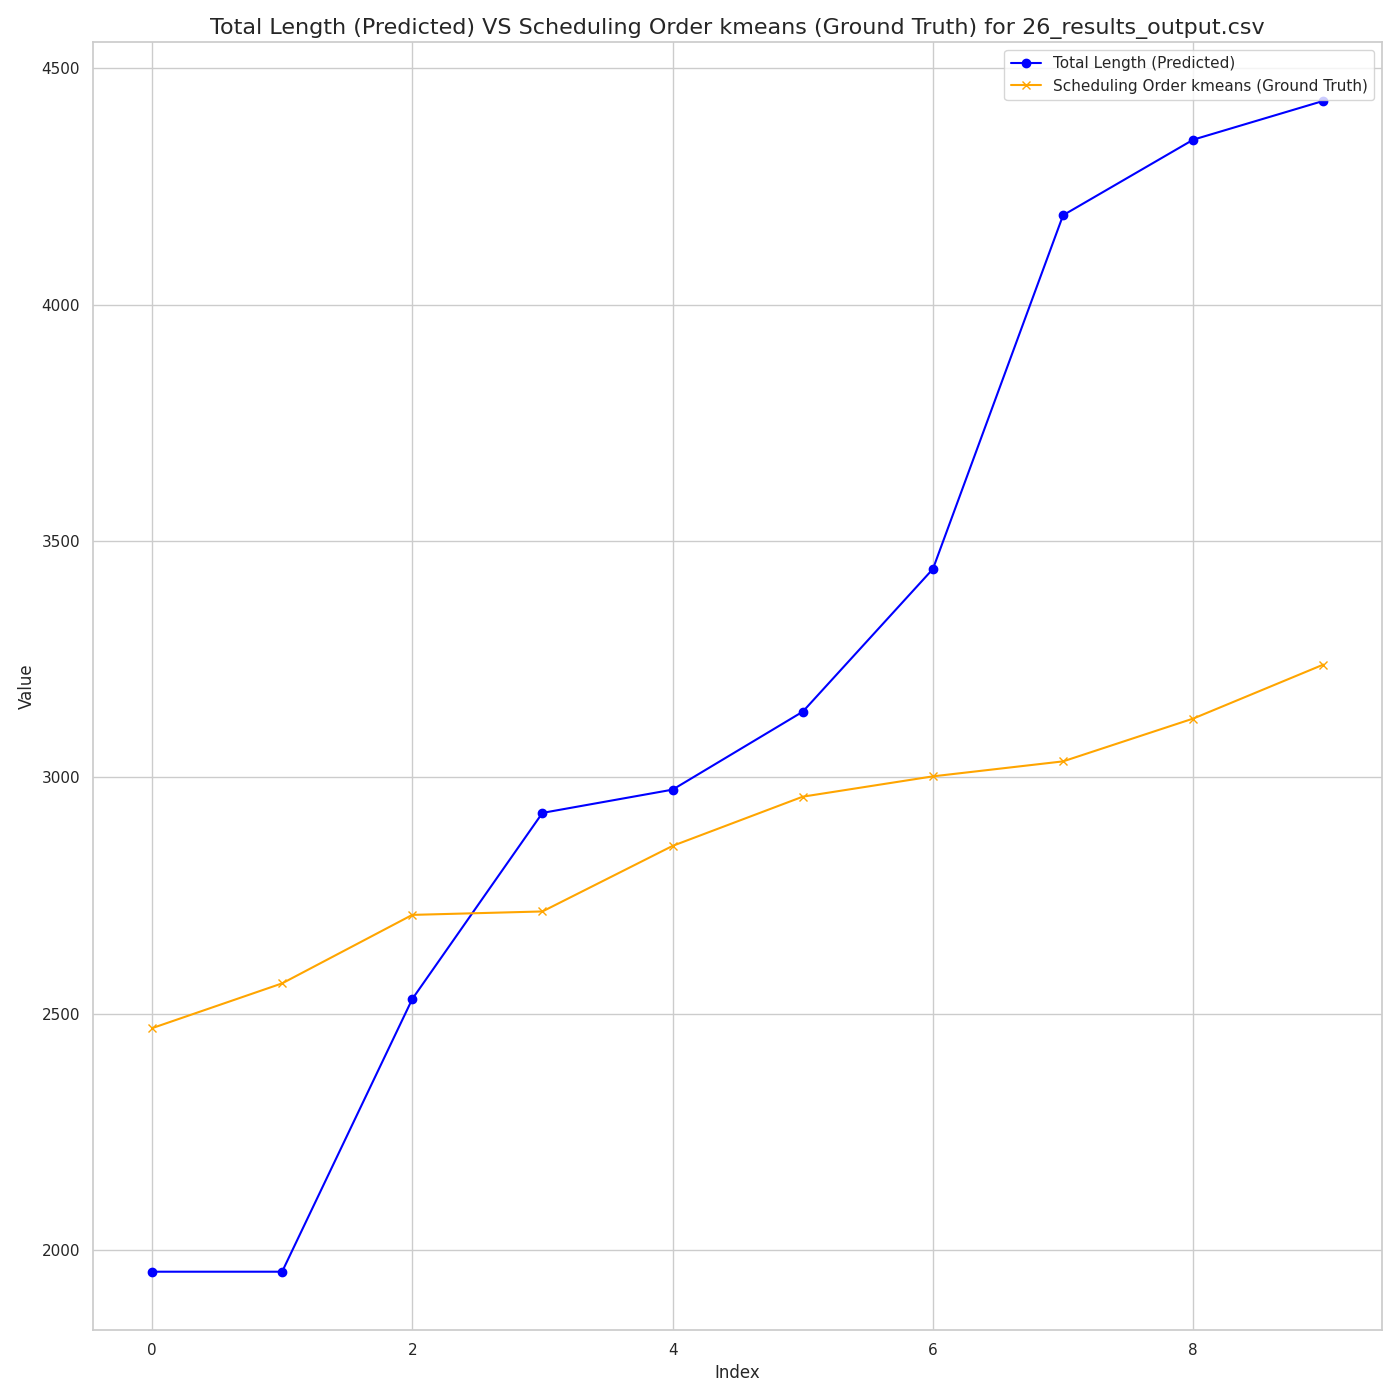 Total Length (Predicted) VS Scheduling Order kmeans (Ground Truth) for 26_results_output.csv
Total Length (Predicted)
Scheduling Order kmeans (Ground Truth)
4500
4000
3500
3000
2500
2000
Value
0 2 4 6 8
Index